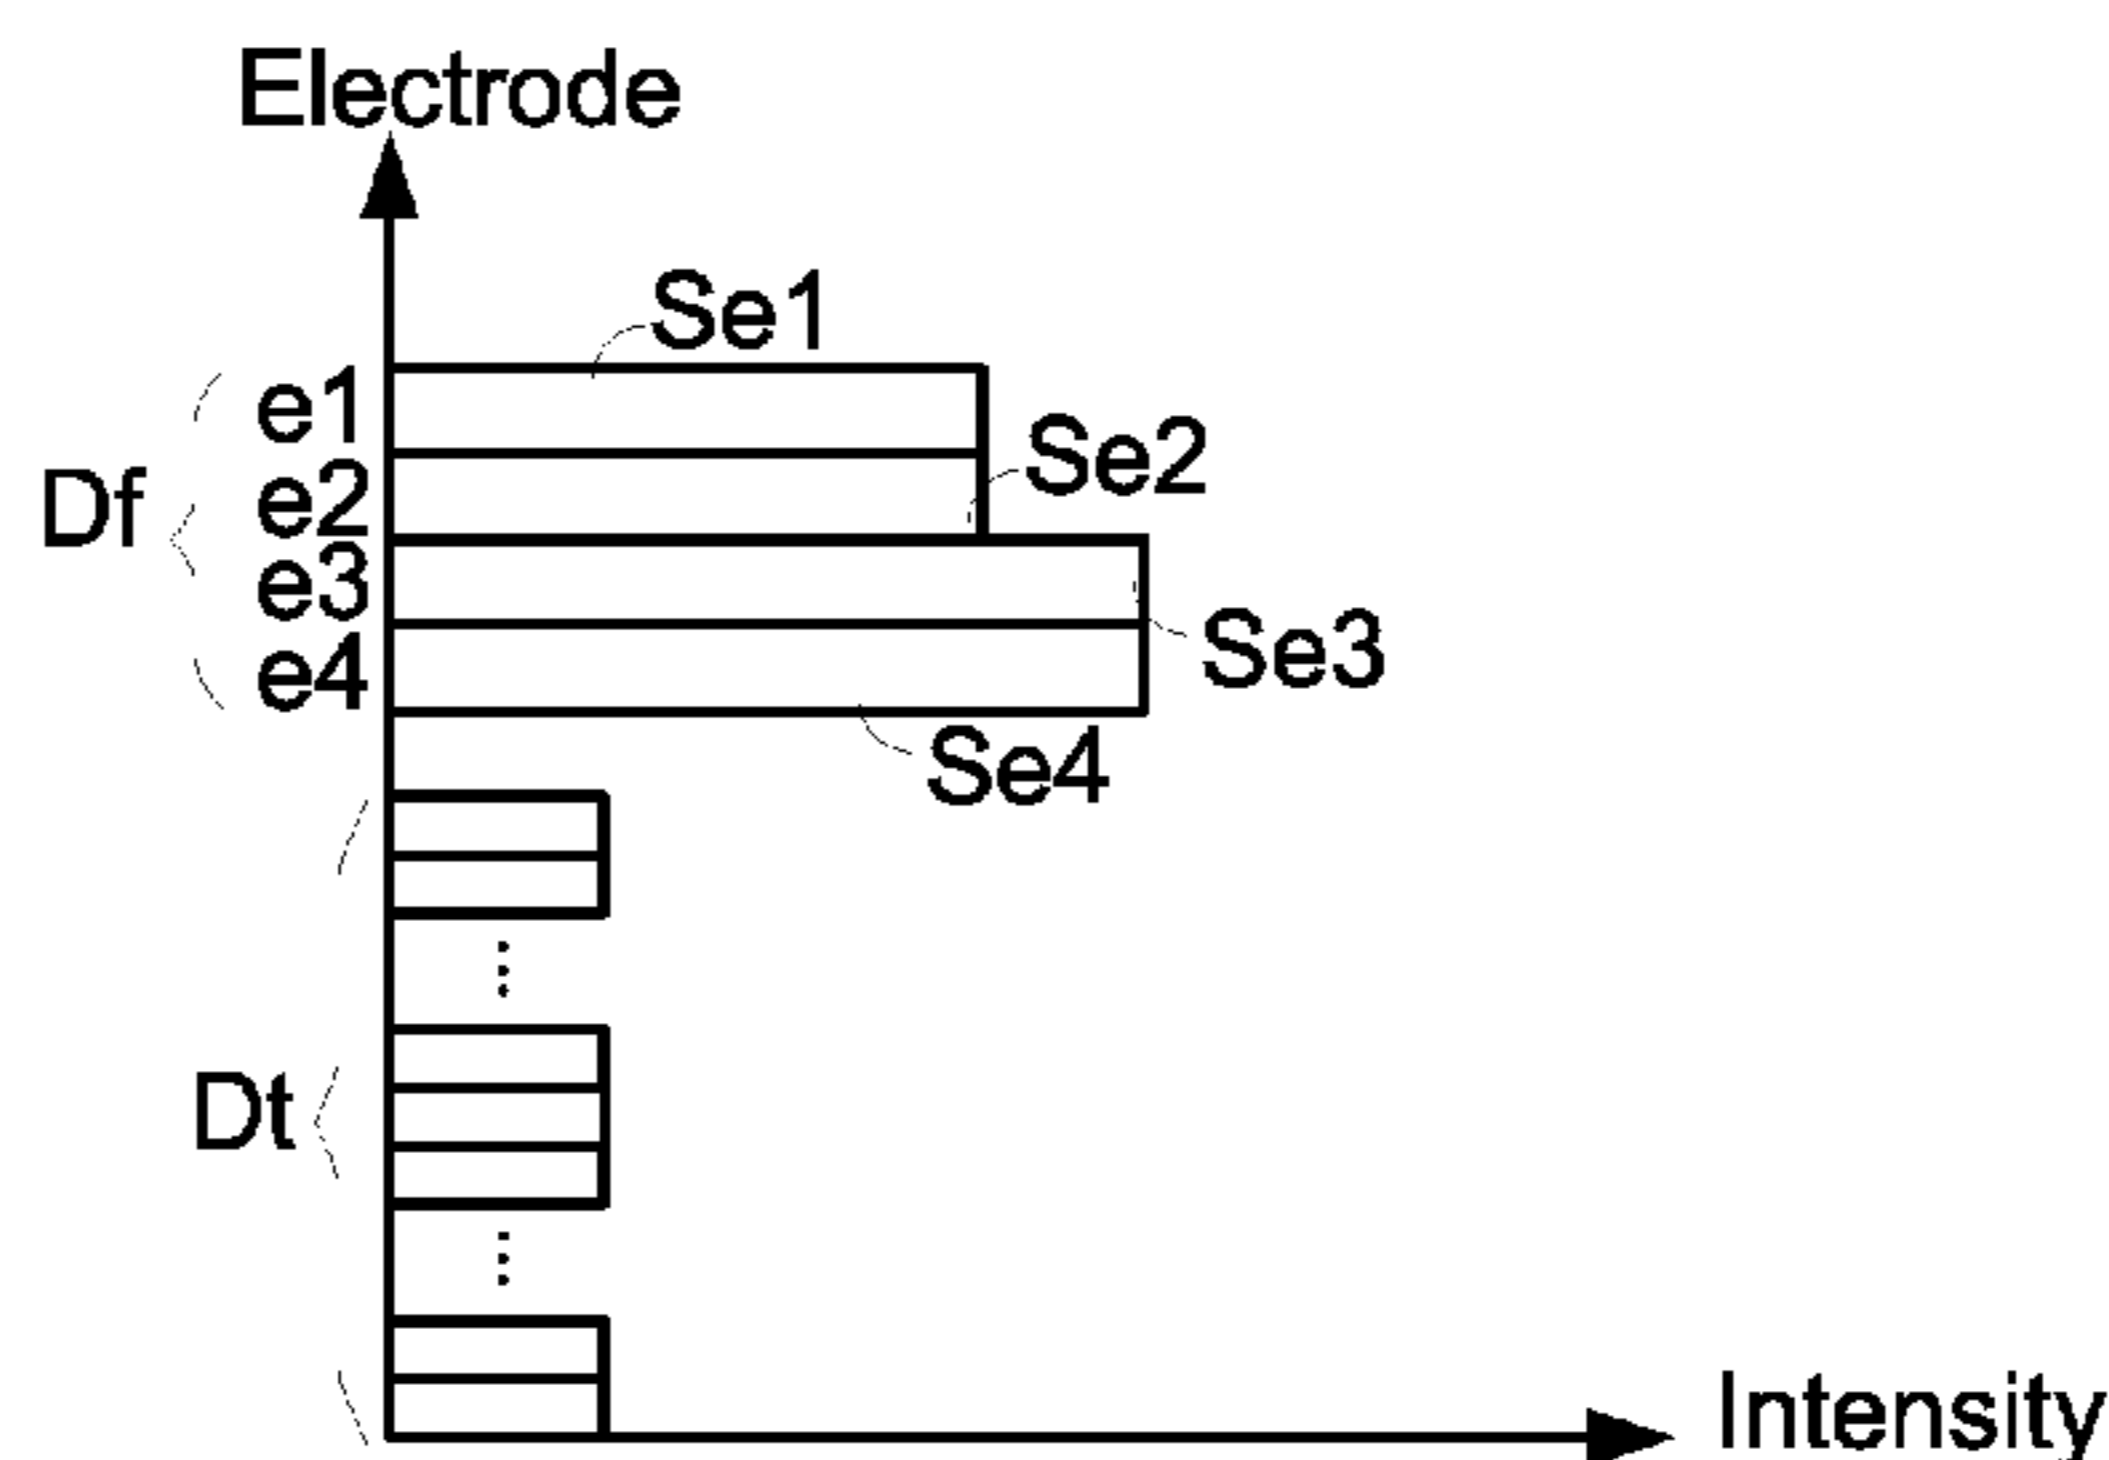 Electrode
Se1
e1
Se2
Df
e2
e3
Se3
e4
Se4
Dt
Intensity